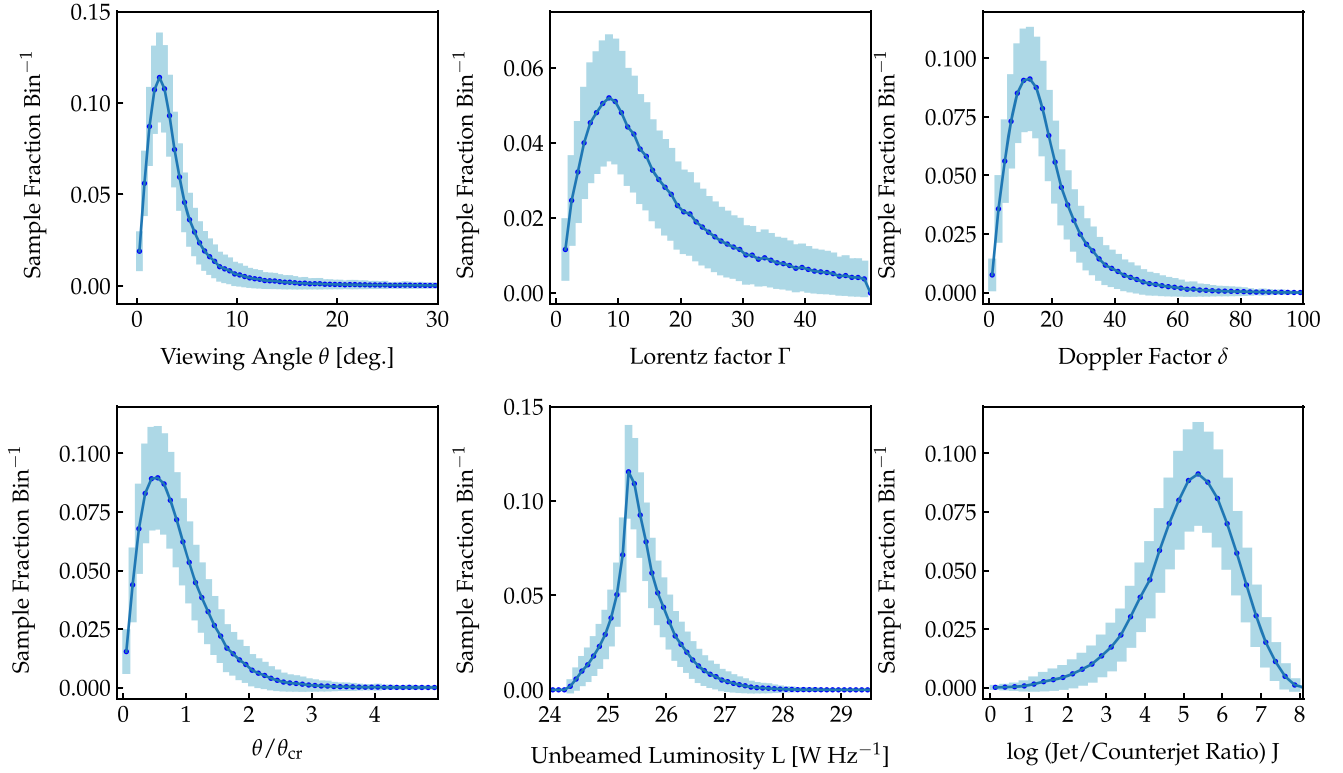 Sample Fraction Bin−1
0.15
0.10
0.05
0.00
0 10 20 30
Viewing Angle θ [deg.]
Sample Fraction Bin−1
0.06
0.04
0.02
0.00
0 10 20 30 40 50
Lorentz factor Γ
Sample Fraction Bin−1
0.100
0.075
0.050
0.025
0.000
0 20 40 60 80 100
Doppler Factor δ
Sample Fraction Bin−1
0.100
0.075
0.050
0.025
0.000
0 1 2 3 4
θ/θcr
Sample Fraction Bin−1
0.15
0.10
0.05
0.00
24 25 26 27 28 29
Unbeamed Luminosity L [W Hz−1]
Sample Fraction Bin−1
0.100
0.075
0.050
0.025
0.000
0 1 2 3 4 5 6 7 8
log (Jet/Counterjet Ratio) J